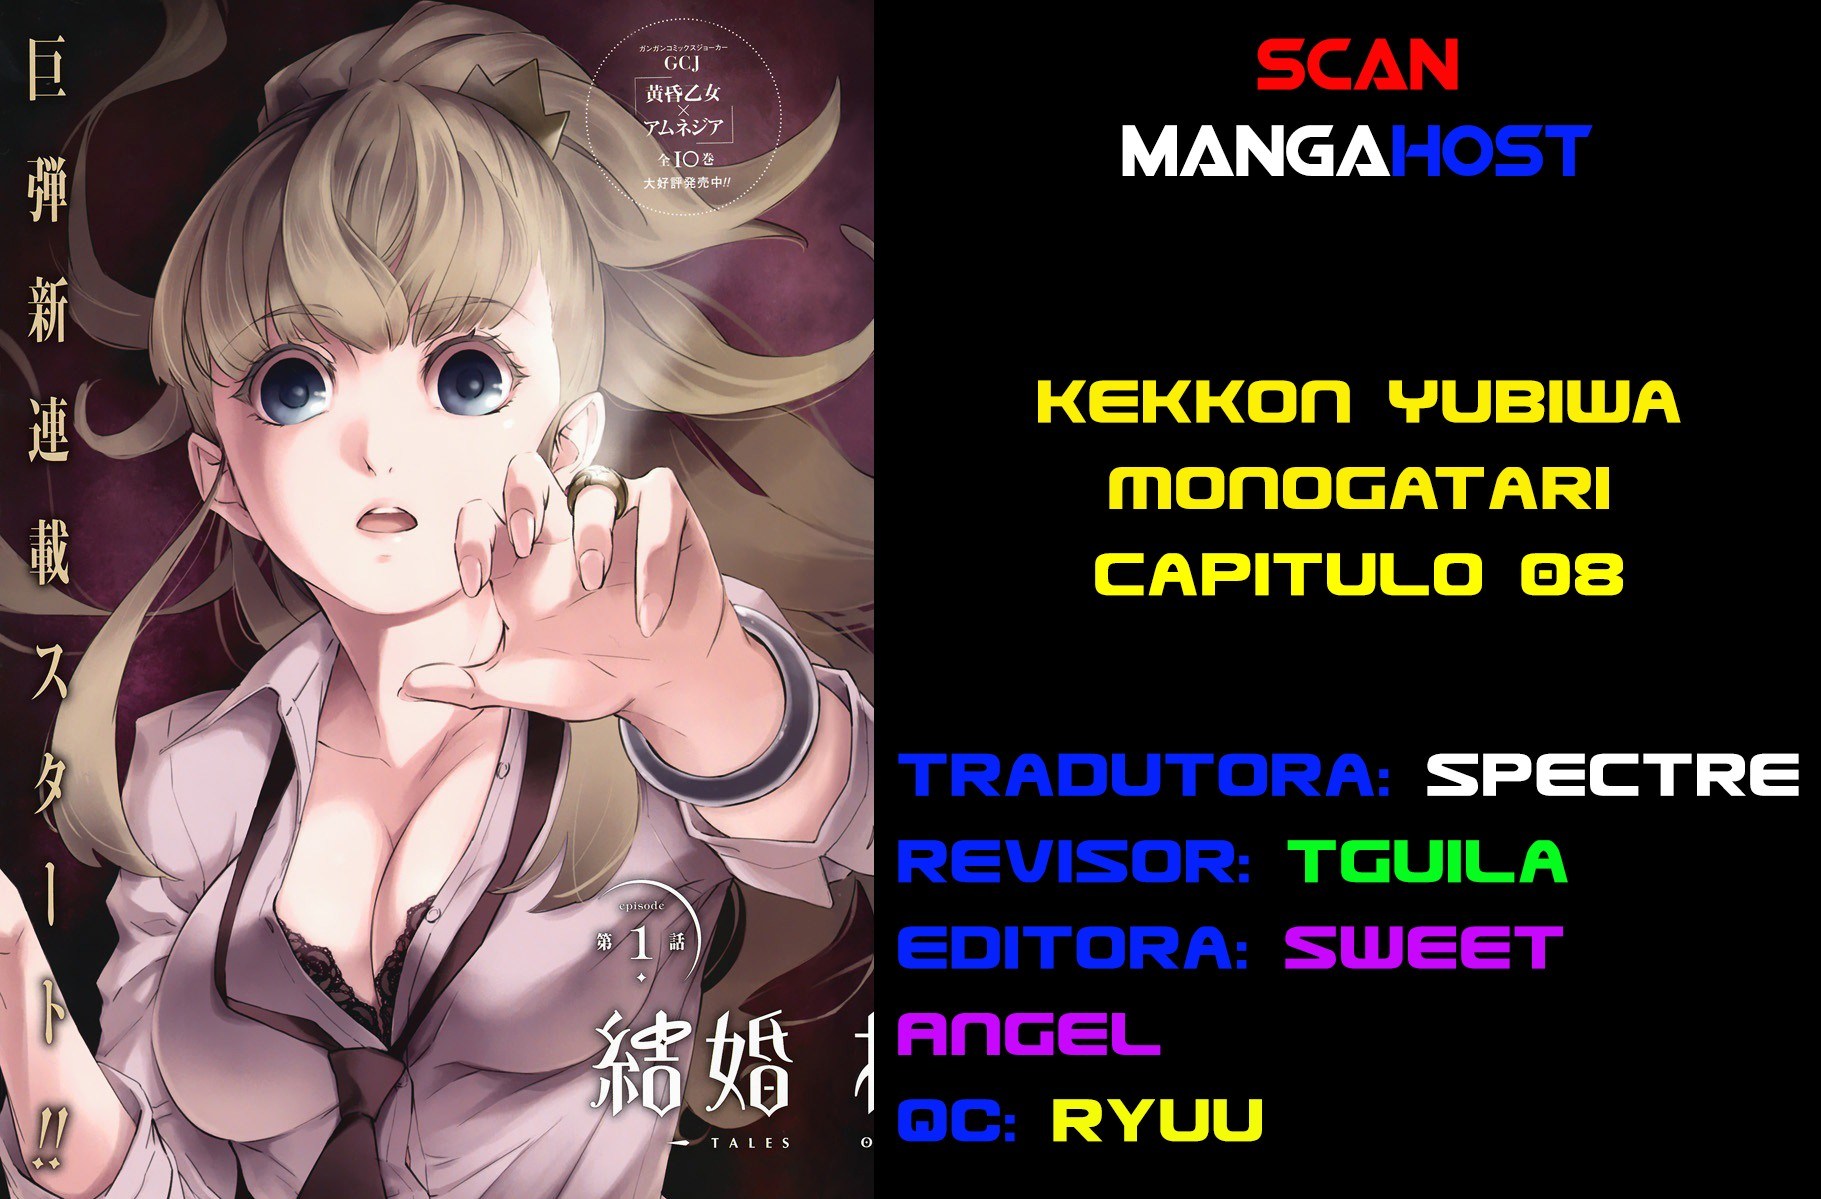 巨弾新連載スタート!!
ガンガンコミックスジョーカー
GCJ
黄昏乙女
×
アムネジア
全10巻
大好評発売中!!
episode
第1話
結婚
TALES O
SCAN
MANGAHOST
KEKKON YUBIWA
MONOGATARI
CAPITULO 08
TRADUTORA: SPECTRE
REVISOR: TGUILA
EDITORA: SWEET
ANGEL
QC: RYUU